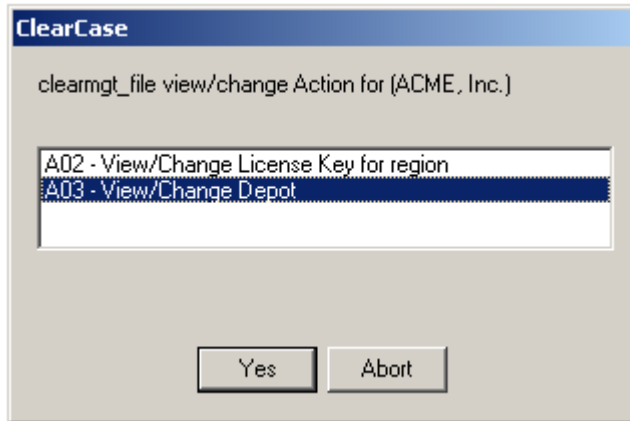 ClearCase
clearmgt_file view/change Action for (ACME, Inc.)
A02 - View/Change License Key for region
A03 - View/Change Depot
Yes
Abort